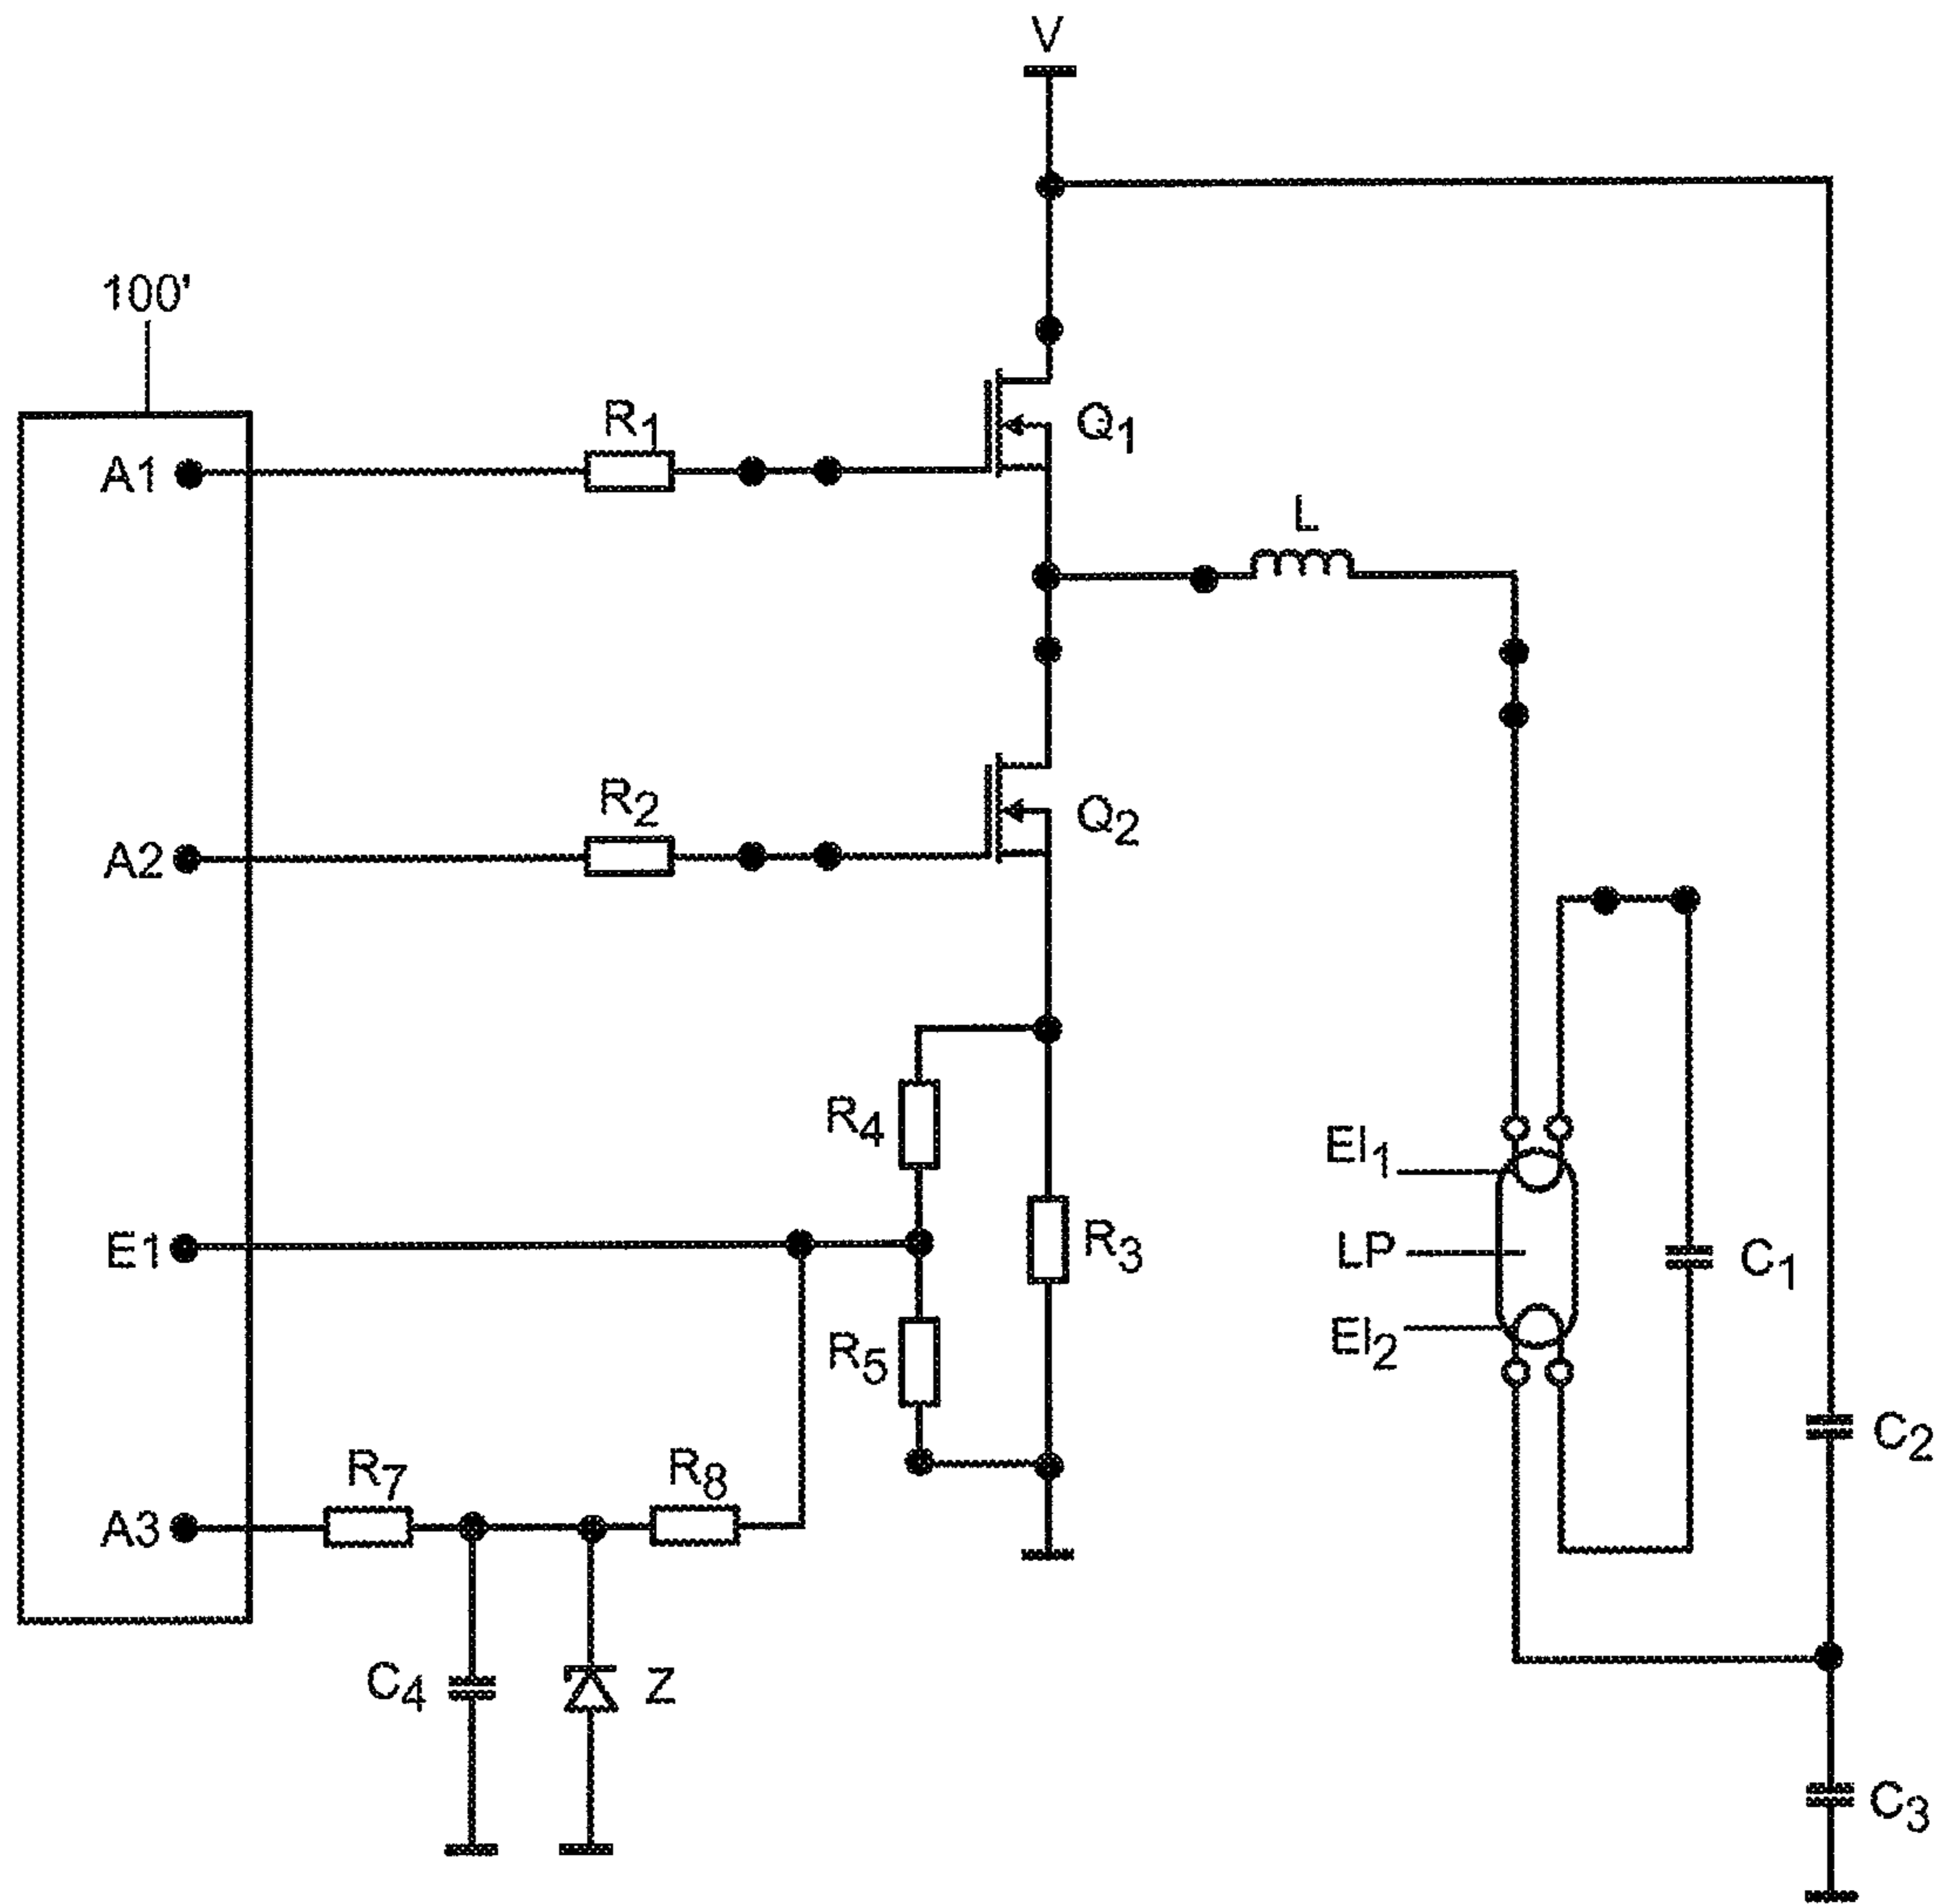 V
100'
R1
A1
Q1
L
R2
A2
Q2
R4
El1
E1
R3
LP
C1
R5
El2
R7
R8
A3
C2
C4
Z
C3